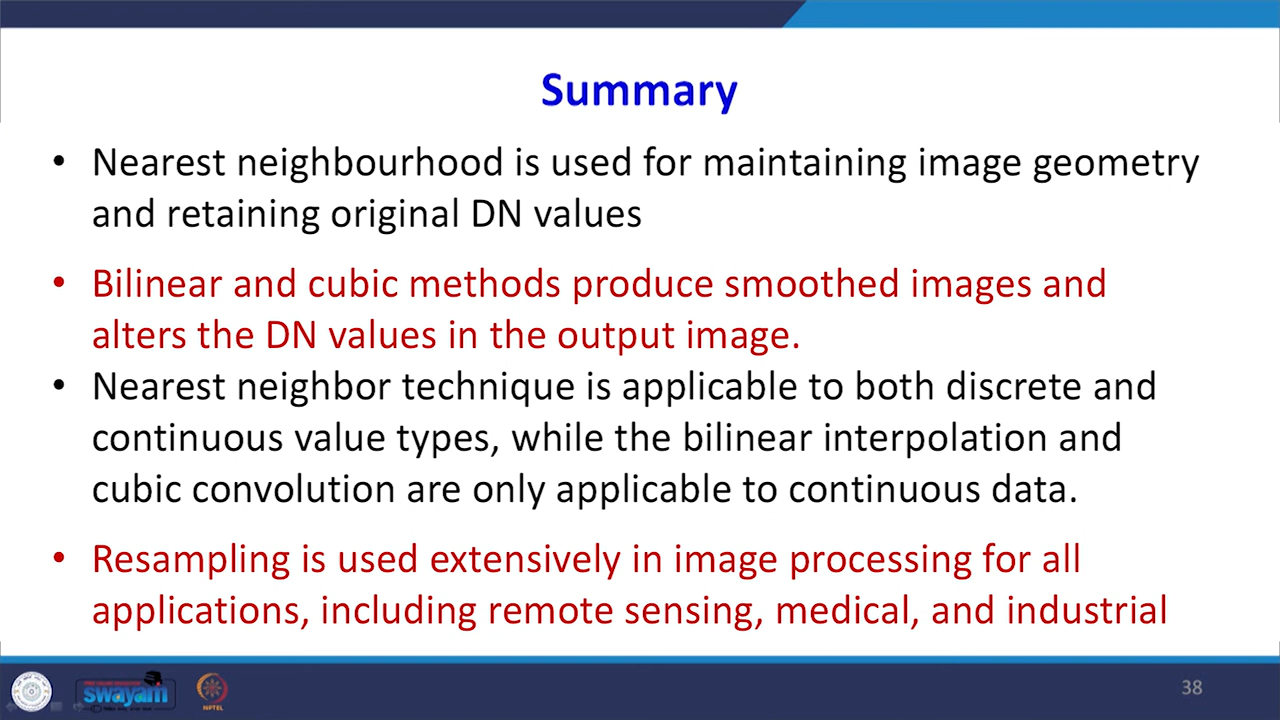 Summary
• Nearest neighbourhood is used for maintaining image geometry
and retaining original DN values
• Bilinear and cubic methods produce smoothed images and
alters the DN values in the output image.
• Nearest neighbor technique is applicable to both discrete and
continuous value types, while the bilinear interpolation and
cubic convolution are only applicable to continuous data.
• Resampling is used extensively in image processing for all
applications, including remote sensing, medical, and industrial
swayam
NPTEL
38